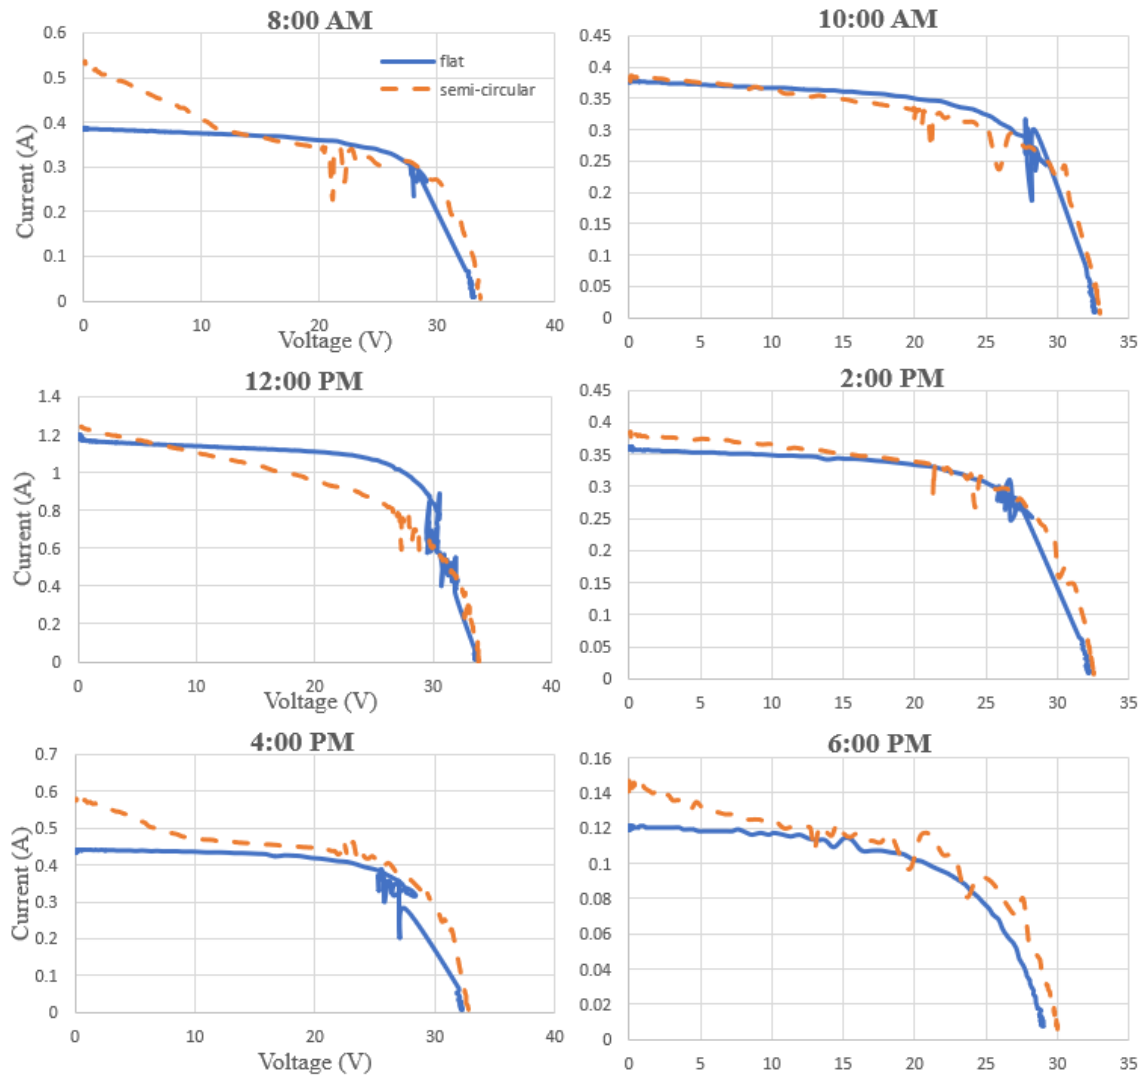 8:00 AM
0.6
0.5
0.4
0.3
0.2
0.1
0
Current (A)
flat
semi-circular
0 10 20 30 40
Voltage (V)
10:00 AM
0.45
0.4
0.35
0.3
0.25
0.2
0.15
0.1
0.05
0
0 5 10 15 20 25 30 35
12:00 PM
1.4
1.2
1
0.8
0.6
0.4
0.2
0
Current (A)
0 10 20 30 40
Voltage (V)
2:00 PM
0.45
0.4
0.35
0.3
0.25
0.2
0.15
0.1
0.05
0
0 5 10 15 20 25 30 35
4:00 PM
0.7
0.6
0.5
0.4
0.3
0.2
0.1
0
Current (A)
0 10 20 30 40
Voltage (V)
6:00 PM
0.16
0.14
0.12
0.1
0.08
0.06
0.04
0.02
0
0 5 10 15 20 25 30 35